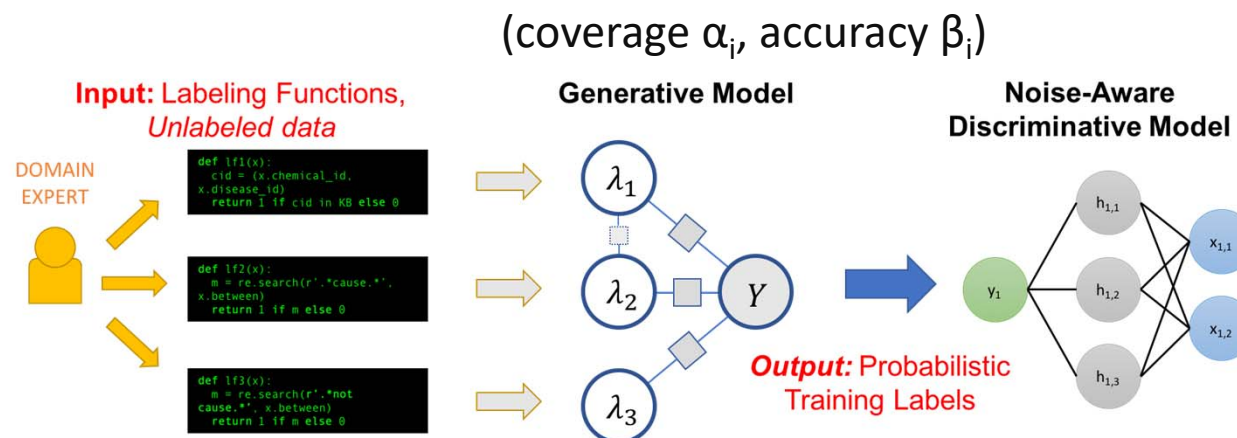 (coverage αᵢ, accuracy βᵢ)
Input: Labeling Functions,
Unlabeled data
Generative Model
Noise-Aware
Discriminative Model
DOMAIN
EXPERT
def lf1(x):
cid = (x.chemical_id,
x.disease_id)
return 1 if cid in KB else 0
def lf2(x):
m = re.search(r'.*cause.*',
x.between)
return 1 if m else 0
def lf3(x):
m = re.search(r'.*not
cause.*', x.between)
return 1 if m else 0
λ₁
λ₂
λ₃
Y
Output: Probabilistic
Training Labels
y₁
h₁,₁
h₁,₂
h₁,₃
x₁,₁
x₁,₂